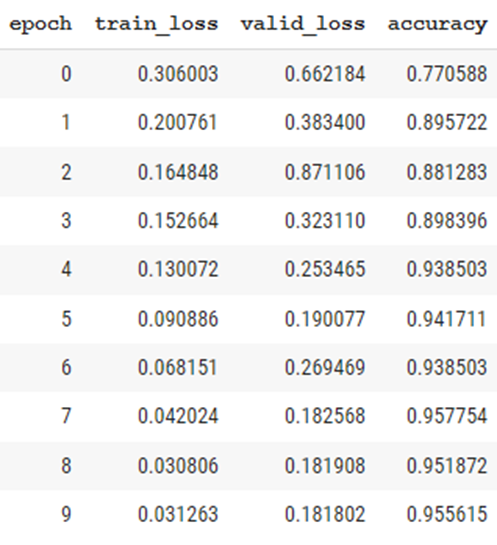 epoch train_loss valid_loss accuracy
0 0.306003 0.662184 0.770588
1 0.200761 0.383400 0.895722
2 0.164848 0.871106 0.881283
3 0.152664 0.323110 0.898396
4 0.130072 0.253465 0.938503
5 0.090886 0.190077 0.941711
6 0.068151 0.269469 0.938503
7 0.042024 0.182568 0.957754
8 0.030806 0.181908 0.951872
9 0.031263 0.181802 0.955615